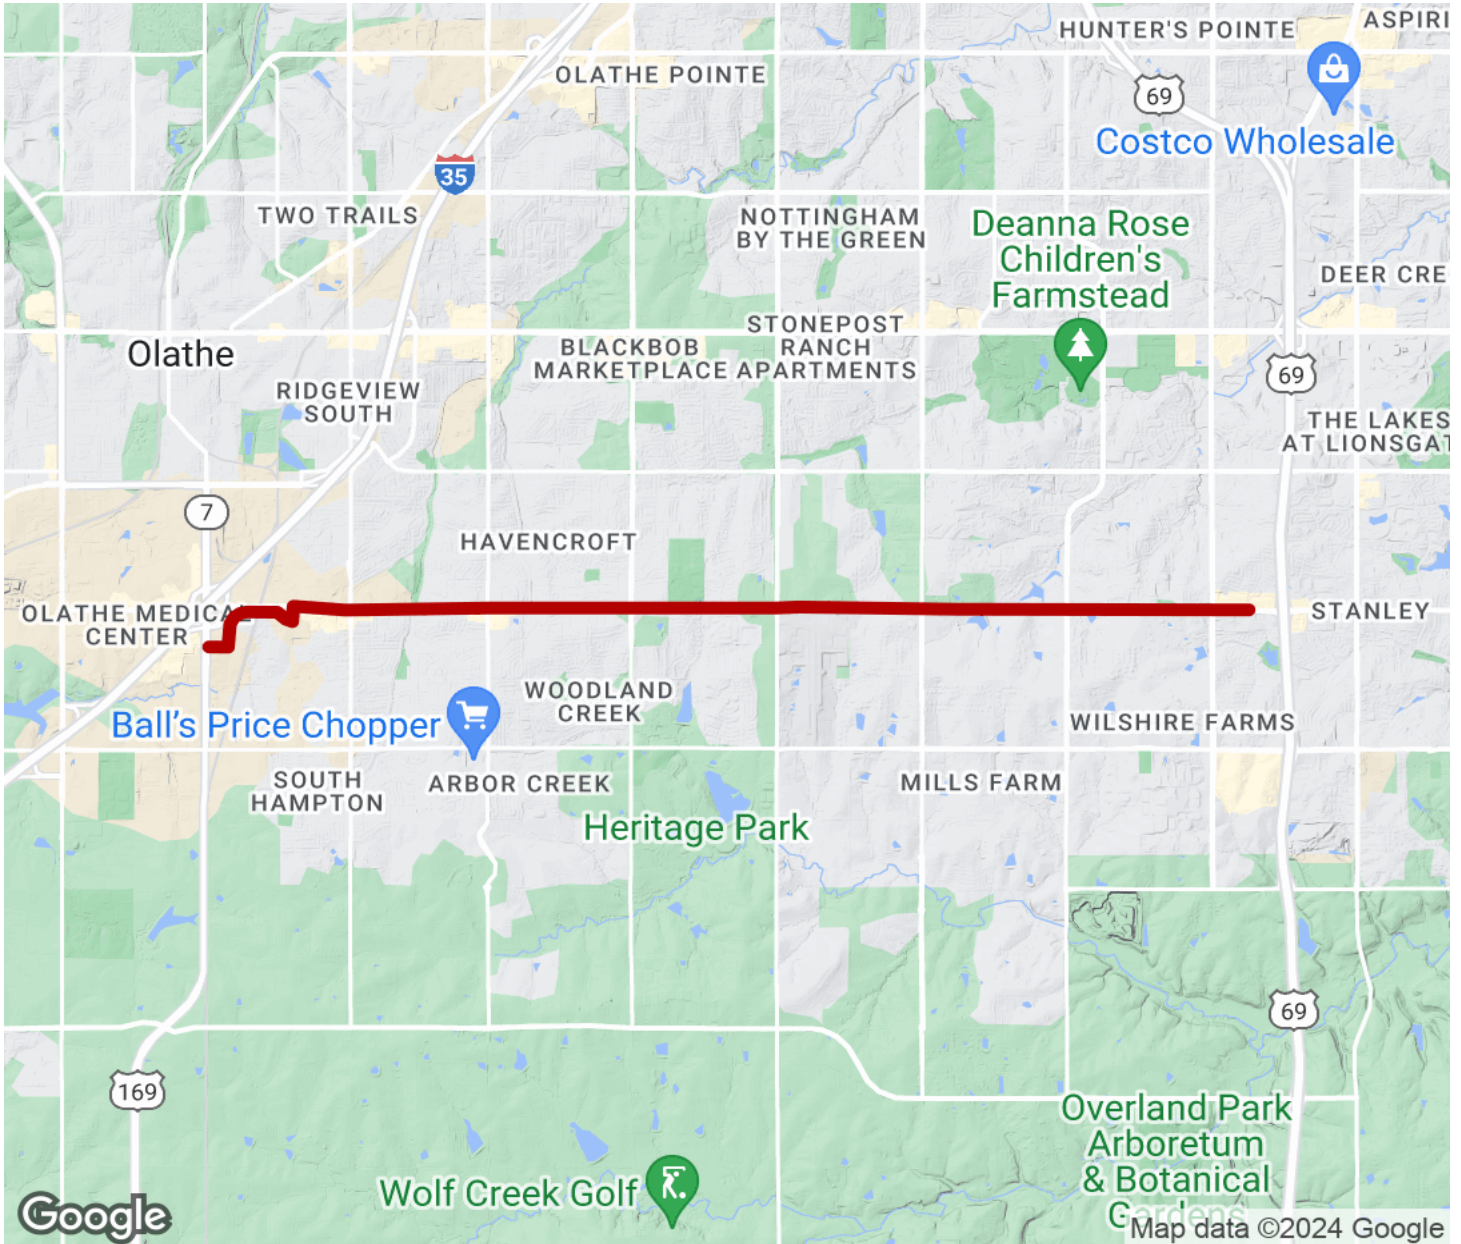 HUNTER'S POINTE
ASPIRI
OLATHE POINTE
69
Costco Wholesale
35
TWO TRAILS
NOTTINGHAM
BY THE GREEN
Deanna Rose
Children's
Farmstead
DEER CRE
STONEPOST
RANCH
APARTMENTS
BLACKBOB
MARKETPLACE
Olathe
69
RIDGEVIEW
SOUTH
THE LAKES
AT LIONSGAT
7
HAVENCROFT
OLATHE MEDICAL
CENTER
STANLEY
WOODLAND
CREEK
Ball's Price Chopper
WILSHIRE FARMS
SOUTH
HAMPTON
ARBOR CREEK
MILLS FARM
Heritage Park
69
169
Overland Park
Arboretum
& Botanical
Gardens
Wolf Creek Golf
Google
Map data ©2024 Google